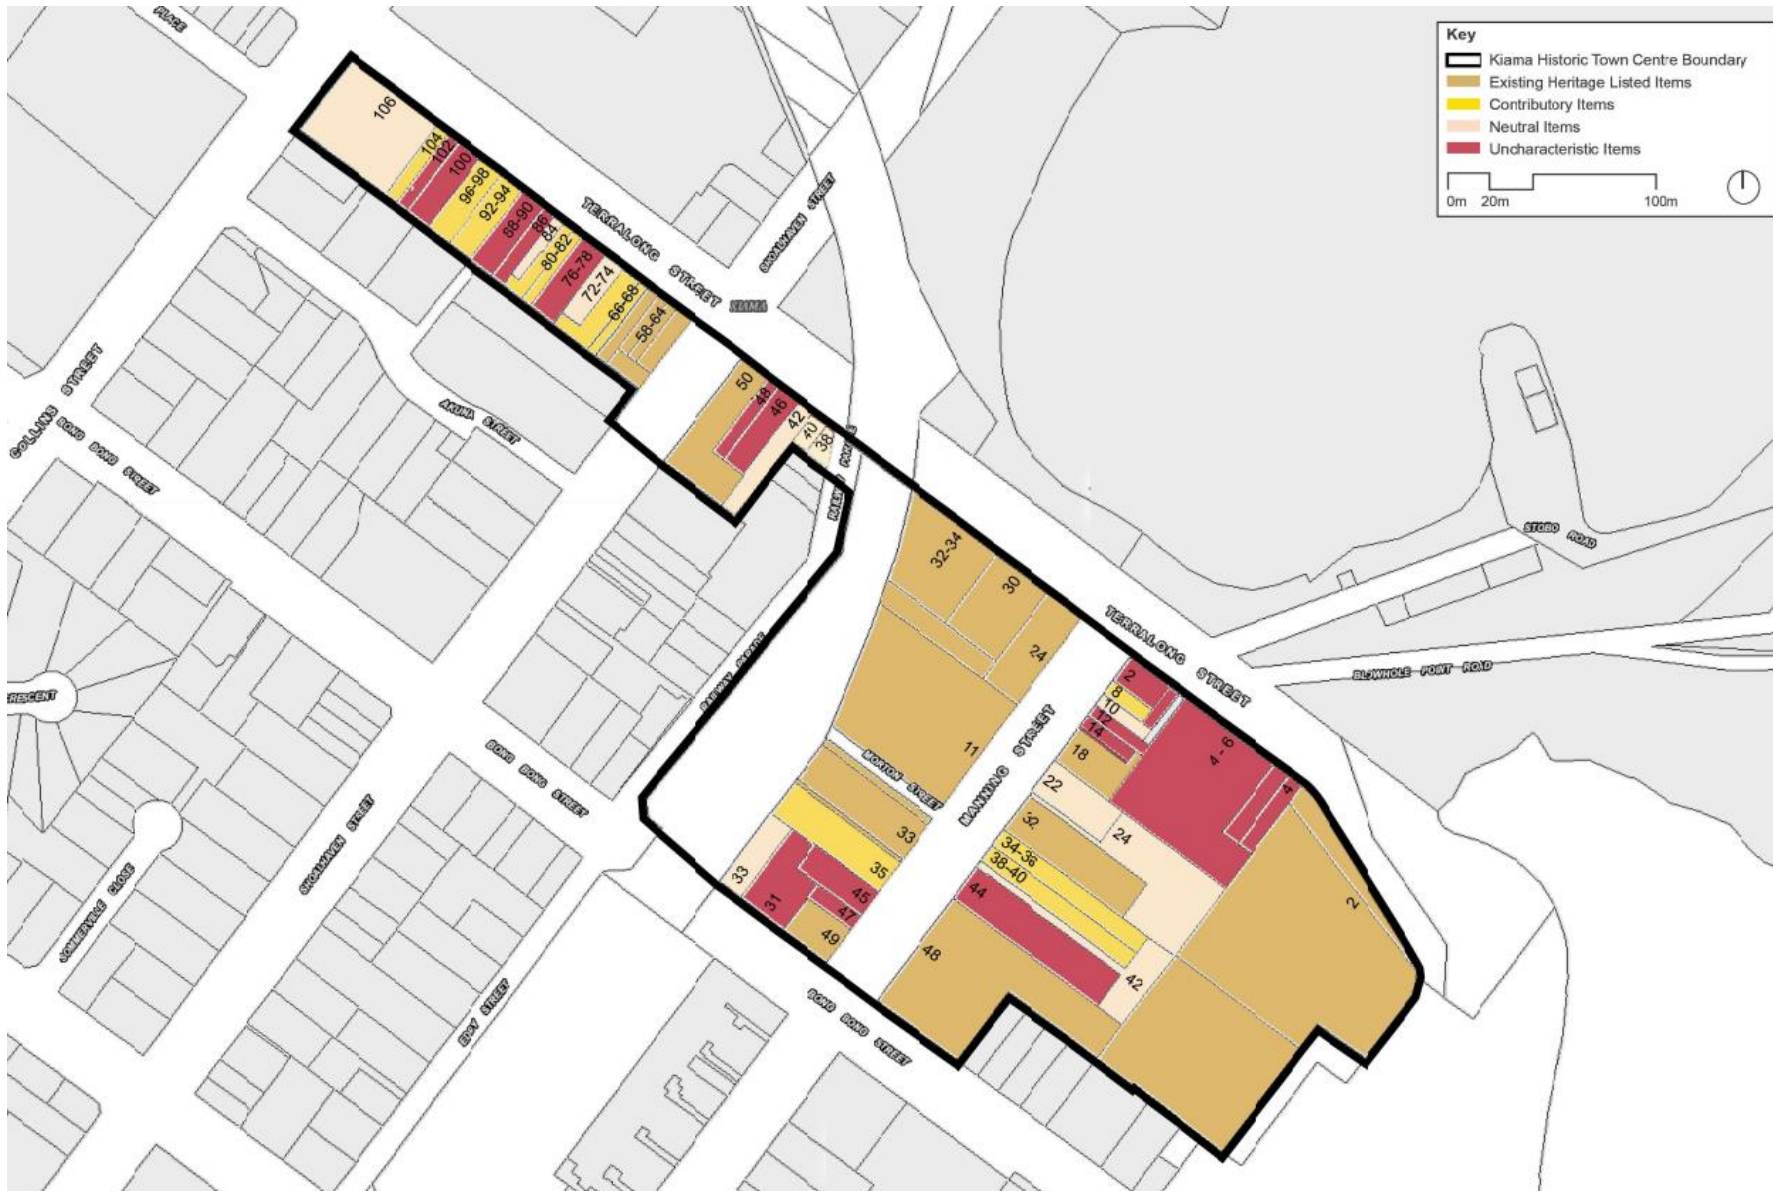 PLACE
Key
Kiama Historic Town Centre Boundary
Existing Heritage Listed Items
Contributory Items
Neutral Items
Uncharacteristic Items
0m 20m 100m
106
104
102
100
96-98
92-94
88-90
86
84
80-82
76-78
72-74
66-68
58-64
TERRALONG STREET
SHOALHAVEN STREET
KIAMA
50
48
46
42
40
38
COLLINS STREET
BONG BONG STREET
AKUNA STREET
RAILWAY PARADE
32-34
30
24
11
STOBO ROAD
TERRALONG STREET
BLOWHOLE POINT ROAD
CRESCENT
RAILWAY PARADE
MORTON STREET
MANNING STREET
2
8
10
12
14
18
4 - 6
4
22
24
32
34-36
38-40
44
42
48
2
33
35
33
31
45
47
49
BONG BONG STREET
SHOALHAVEN STREET
SOMMERVILLE CLOSE
EDDY STREET
BONG BONG STREET